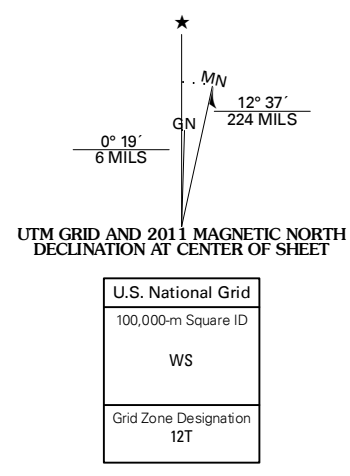 ★
MN
12° 37´
224 MILS
GN
0° 19´
6 MILS
UTM GRID AND 2011 MAGNETIC NORTH
DECLINATION AT CENTER OF SHEET
U.S. National Grid
100,000-m Square ID
WS
Grid Zone Designation
12T